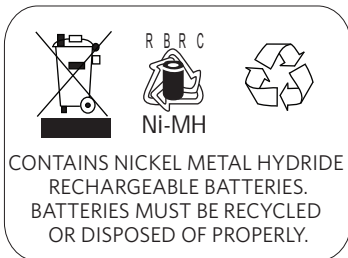 R B R C
Ni-MH
CONTAINS NICKEL METAL HYDRIDE
RECHARGEABLE BATTERIES.
BATTERIES MUST BE RECYCLED
OR DISPOSED OF PROPERLY.